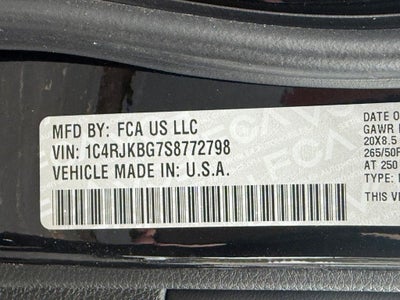 MFD BY: FCA US LLC
VIN: 1C4RJKBG7S8772798
VEHICLE MADE IN: U.S.A.
DATE O
GAWR
20X8.5
265/50R
AT 250
TYPE:
THIS VE